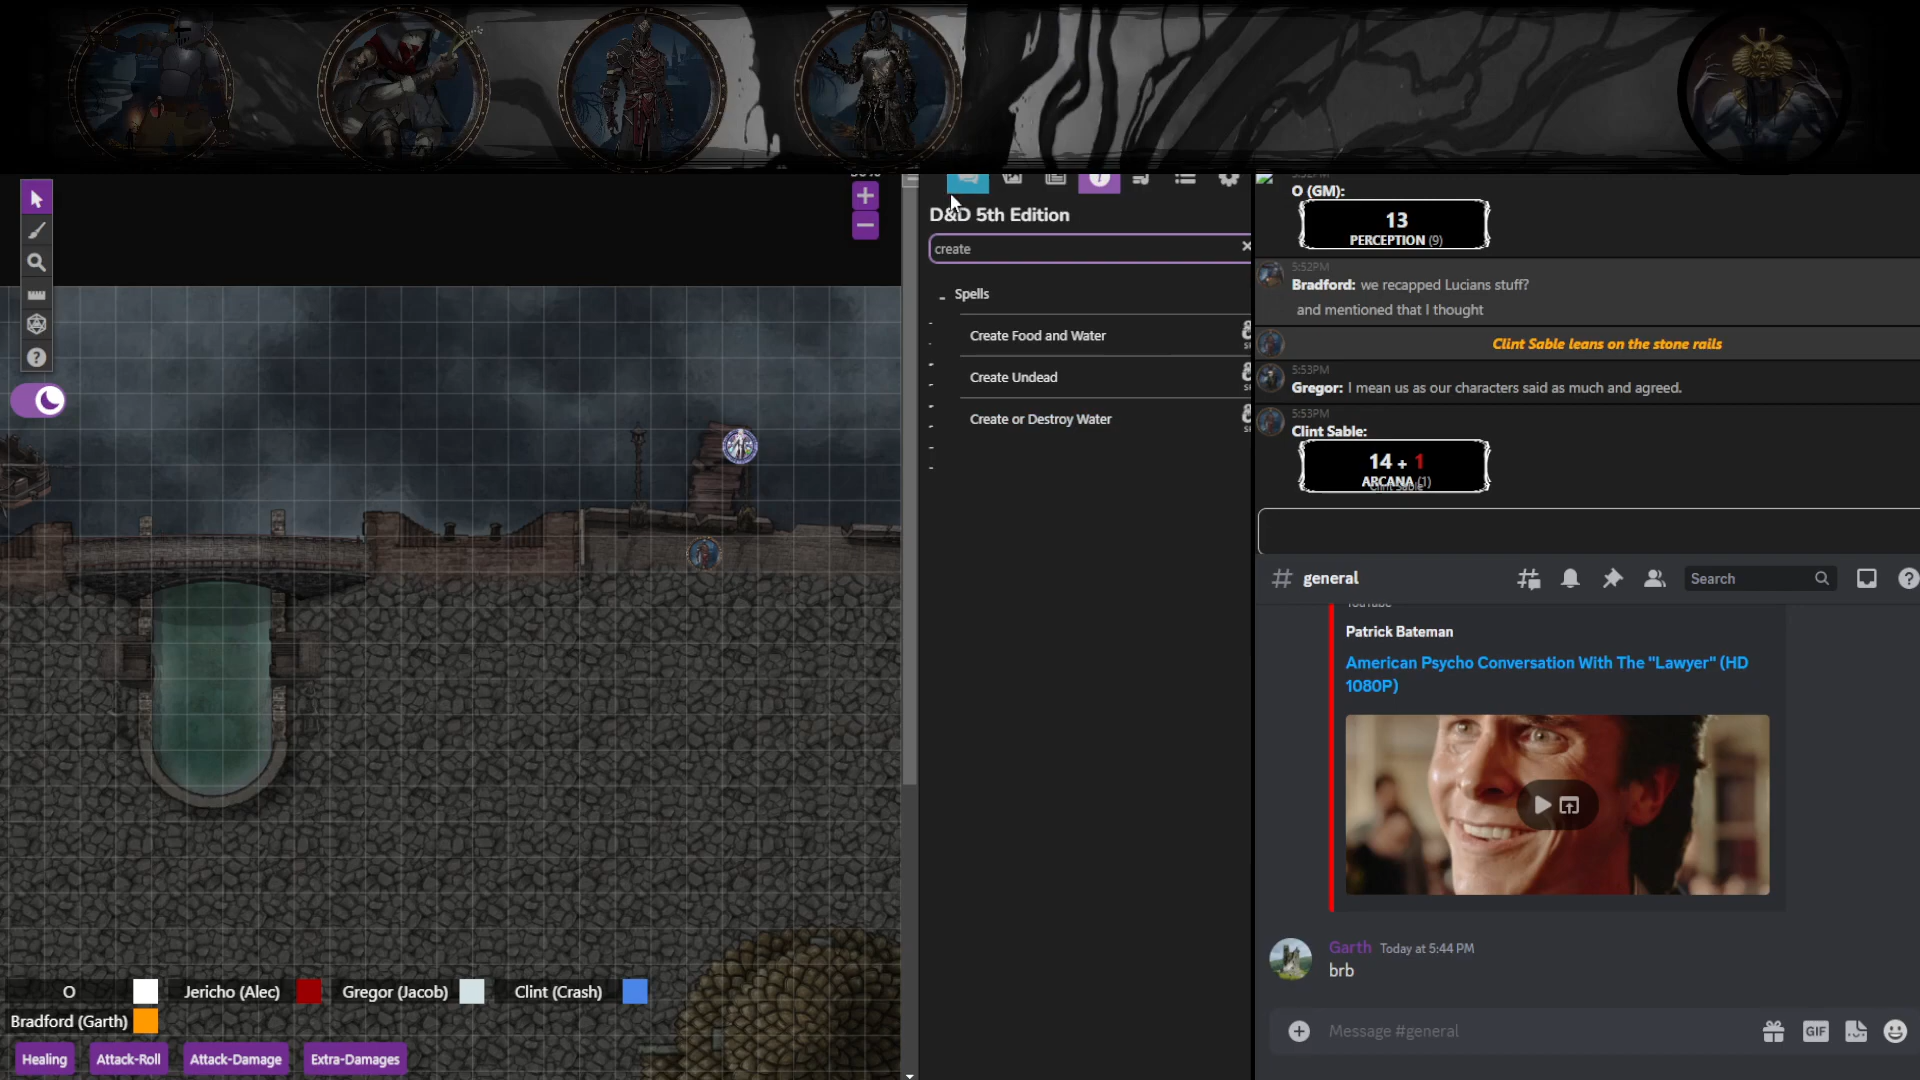 D&D 5th Edition
create
Spells
Create Food and Water
Create Undead
Create or Destroy Water
O (GM):
13
PERCEPTION (9)
5:52PM
Bradford: we recapped Lucians stuff?
and mentioned that I thought
Clint Sable leans on the stone rails
5:53PM
Gregor: I mean us as our characters said as much and agreed.
5:53PM
Clint Sable:
14 + 1
ARCANA (1)
Clint Sable
general
Search
Patrick Bateman
American Psycho Conversation With The "Lawyer" (HD
1080P)
Garth Today at 5:44 PM
brb
Message #general
GIF
O
Jericho (Alec)
Gregor (Jacob)
Clint (Crash)
Bradford (Garth)
Healing
Attack-Roll
Attack-Damage
Extra-Damages